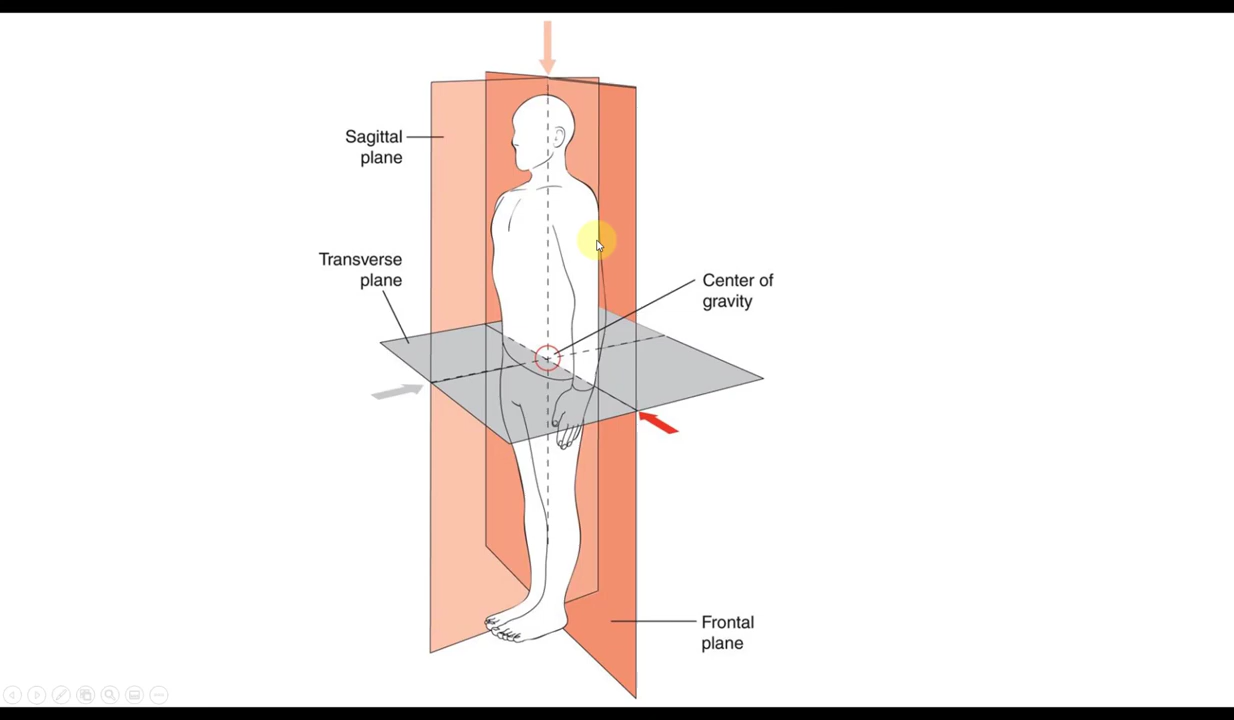 Sagittal
plane
Transverse
plane
Center of
gravity
Frontal
plane